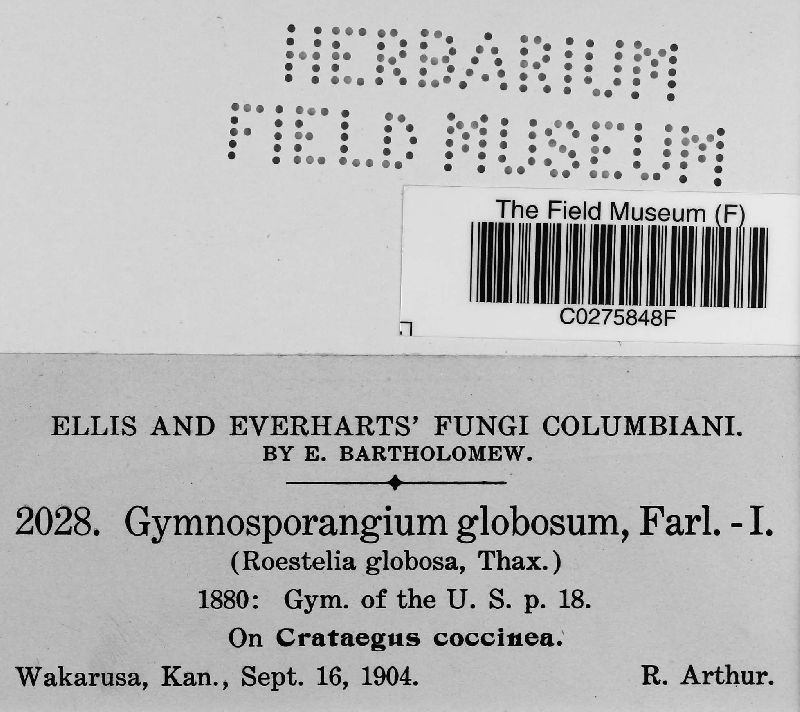 HERBARIUM
FIELD MUSEUM
The Field Museum (F)
C0275848F
ELLIS AND EVERHARTS' FUNGI COLUMBIANI.
BY E. BARTHOLOMEW.
2028. Gymnosporangium globosum, Farl. - I.
(Roestelia globosa, Thax.)
1880: Gym. of the U. S. p. 18.
On Crataegus coccinea.
Wakarusa, Kan., Sept. 16, 1904. R. Arthur.